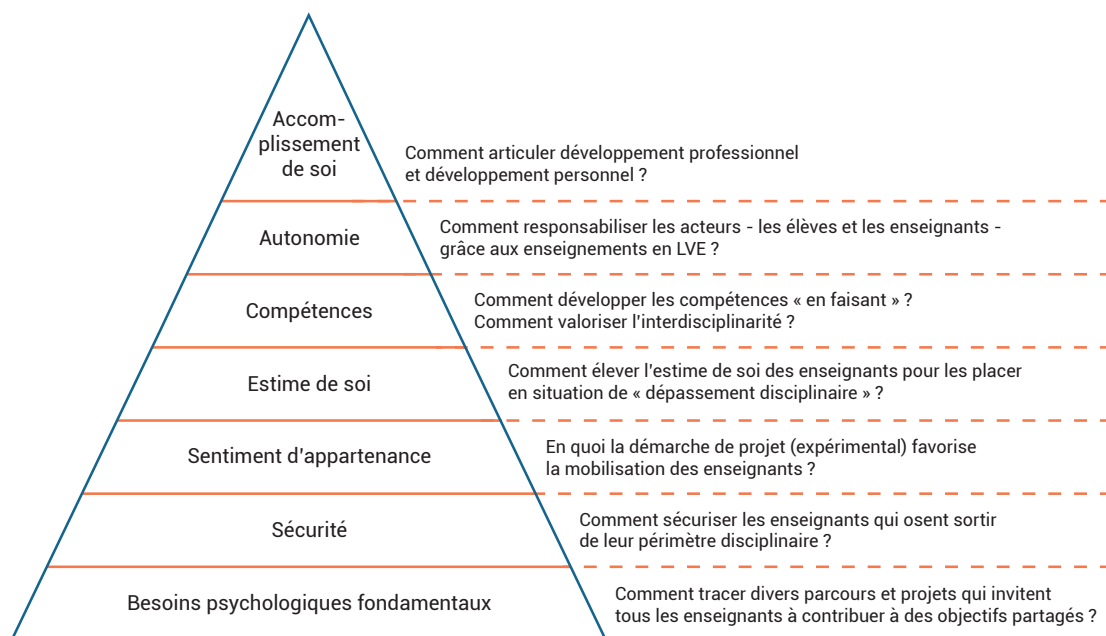 Accom-
plissement
de soi
Comment articuler développement professionnel
et développement personnel ?
Autonomie
Comment responsabiliser les acteurs - les élèves et les enseignants -
grâce aux enseignements en LVE ?
Compétences
Comment développer les compétences « en faisant » ?
Comment valoriser l'interdisciplinarité ?
Estime de soi
Comment élever l'estime de soi des enseignants pour les placer
en situation de « dépassement disciplinaire » ?
Sentiment d'appartenance
En quoi la démarche de projet (expérimental) favorise
la mobilisation des enseignants ?
Sécurité
Comment sécuriser les enseignants qui osent sortir
de leur périmètre disciplinaire ?
Besoins psychologiques fondamentaux
Comment tracer divers parcours et projets qui invitent
tous les enseignants à contribuer à des objectifs partagés ?